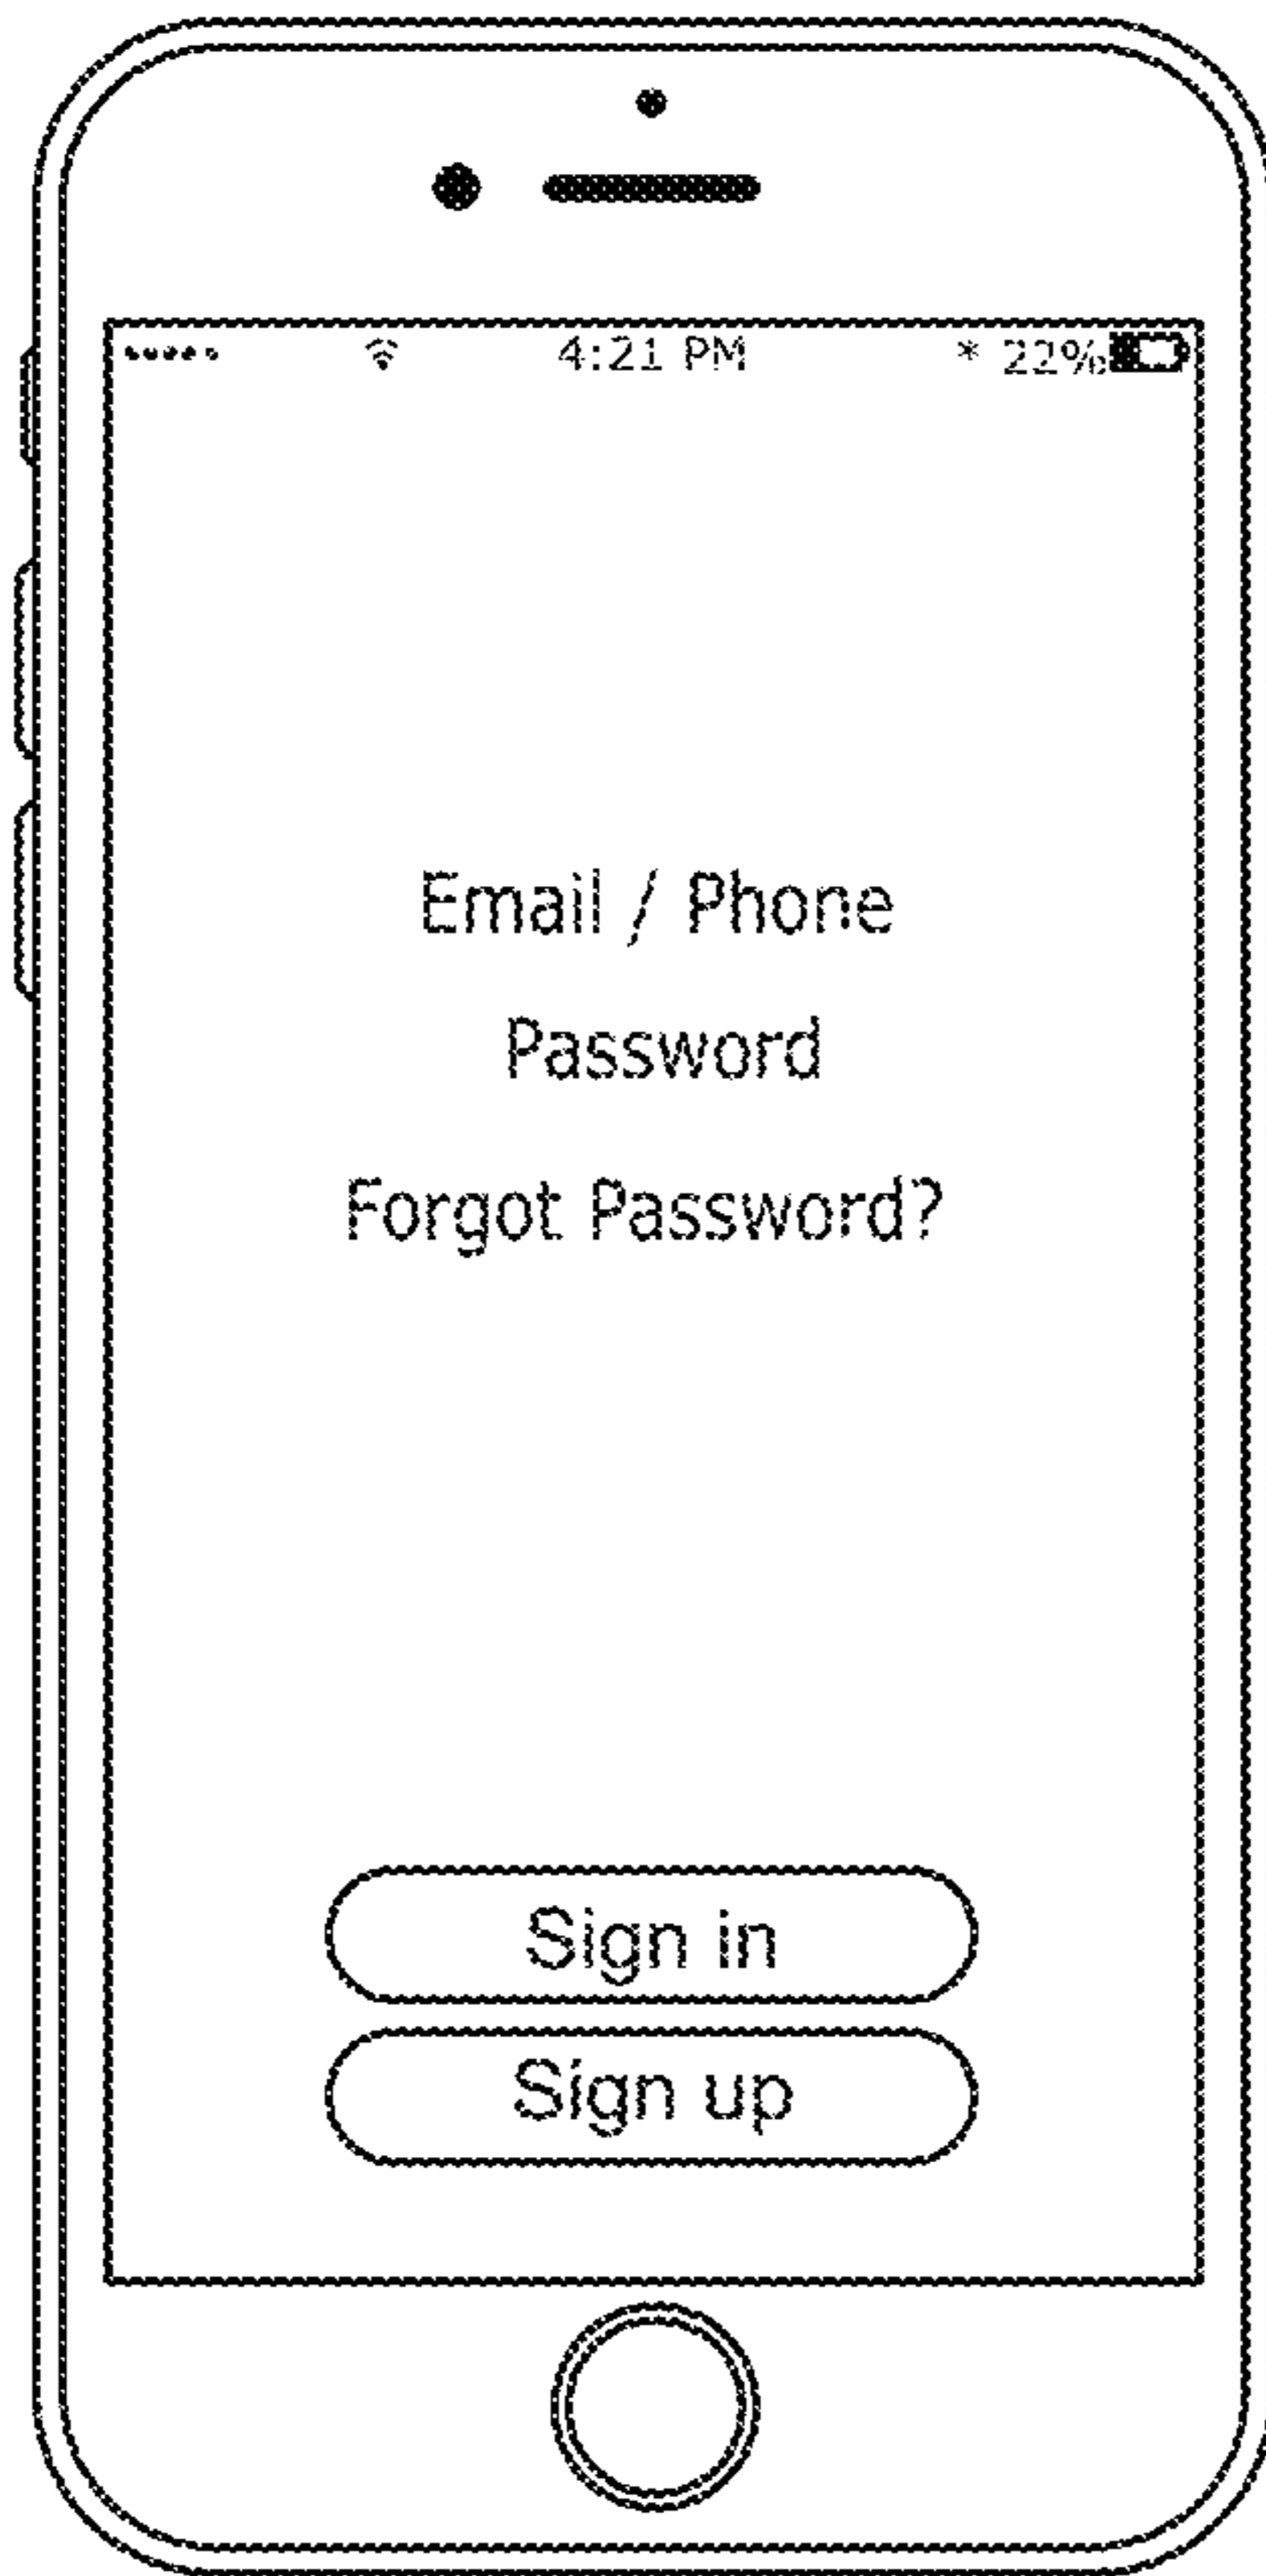 4:21 PM * 22%
Email / Phone
Password
Forgot Password?
Sign in
Sign up